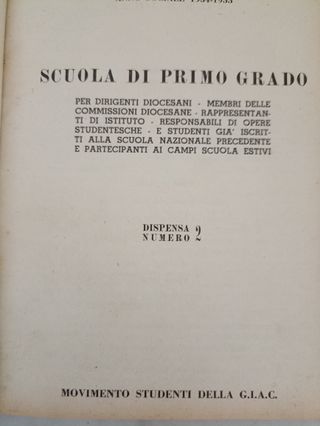 1954-1955
SCUOLA DI PRIMO GRADO
PER DIRIGENTI DIOCESANI - MEMBRI DELLE
COMMISSIONI DIOCESANE - RAPPRESENTAN-
TI DI ISTITUTO - RESPONSABILI DI OPERE
STUDENTESCHE - E STUDENTI GIA' ISCRIT-
TI ALLA SCUOLA NAZIONALE PRECEDENTE
E PARTECIPANTI AI CAMPI SCUOLA ESTIVI
DISPENSA
NUMERO 2
MOVIMENTO STUDENTI DELLA G.I.A.C.